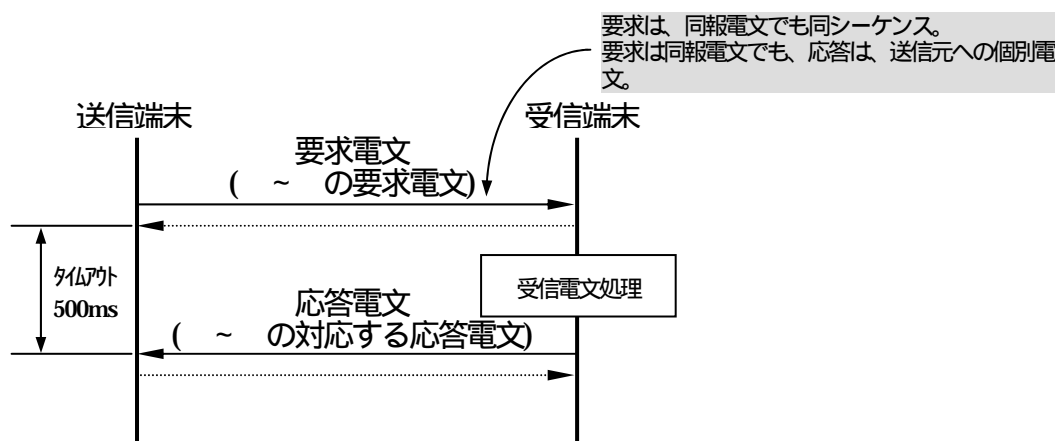 要求は、同報電文でも同シーケンス。
要求は同報電文でも、応答は、送信元への個別電
文。
送信端末
受信端末
要求電文
(　~　の要求電文)
ﾀｲﾑｱｳﾄ
500ms
受信電文処理
応答電文
(　~　の対応する応答電文)